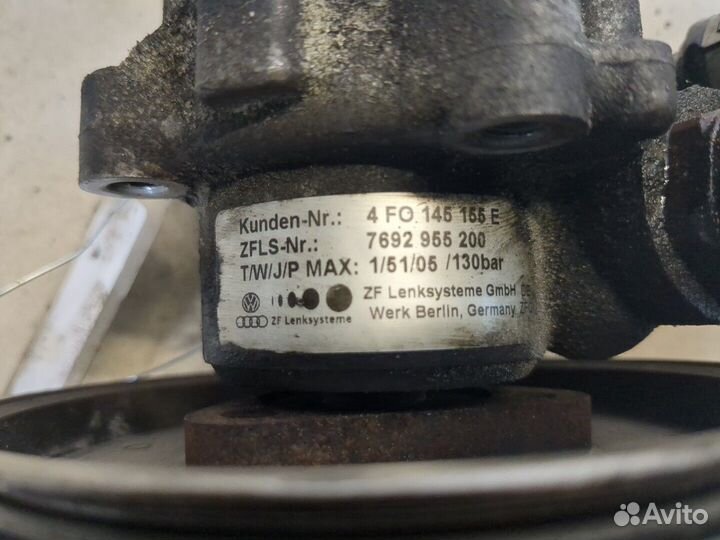 Kunden-Nr.: 4 FO 145 155 E
ZFLS-Nr.: 7692 955 200
T/W/J/P MAX: 1/51/05 /130bar
ZF Lenksysteme GmbH
ZF Lenksysteme Werk Berlin, Germany
Avito